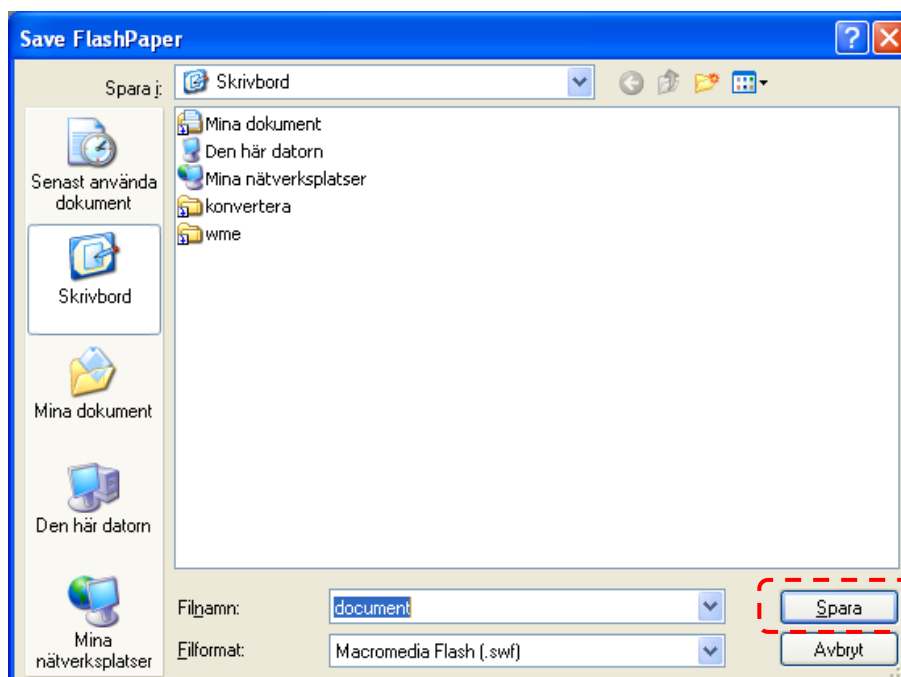 Save FlashPaper
Spara i:
Skrivbord
Senast använda
dokument
Skrivbord
Mina dokument
Den här datorn
Mina
nätverksplatser
Mina dokument
Den här datorn
Mina nätverksplatser
konvertera
wme
Filnamn:
document
Spara
Filformat:
Macromedia Flash (.swf)
Avbryt